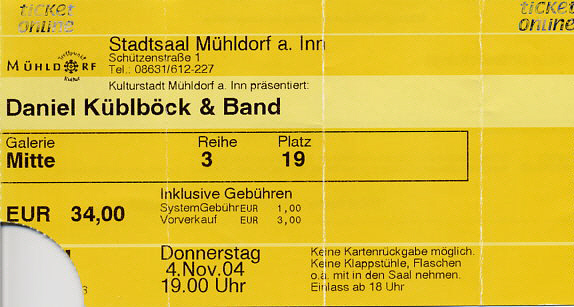 ticket online
ticket online
Stadtsaal Mühldorf a. Inn
Schützenstraße 1
Tel.: 08631/612-227
Treffpunkt
MÜHLDORF
Kultur
Kulturstadt Mühldorf a. Inn präsentiert:
Daniel Küblböck & Band
Galerie Reihe Platz
Mitte 3 19
Inklusive Gebühren
EUR 34,00
SystemGebühr EUR 1,00
Vorverkauf EUR 3,00
Donnerstag
4.Nov.04
19.00 Uhr
Keine Kartenrückgabe möglich.
Keine Klappstühle, Flaschen
o.ä. mit in den Saal nehmen.
Einlass ab 18 Uhr